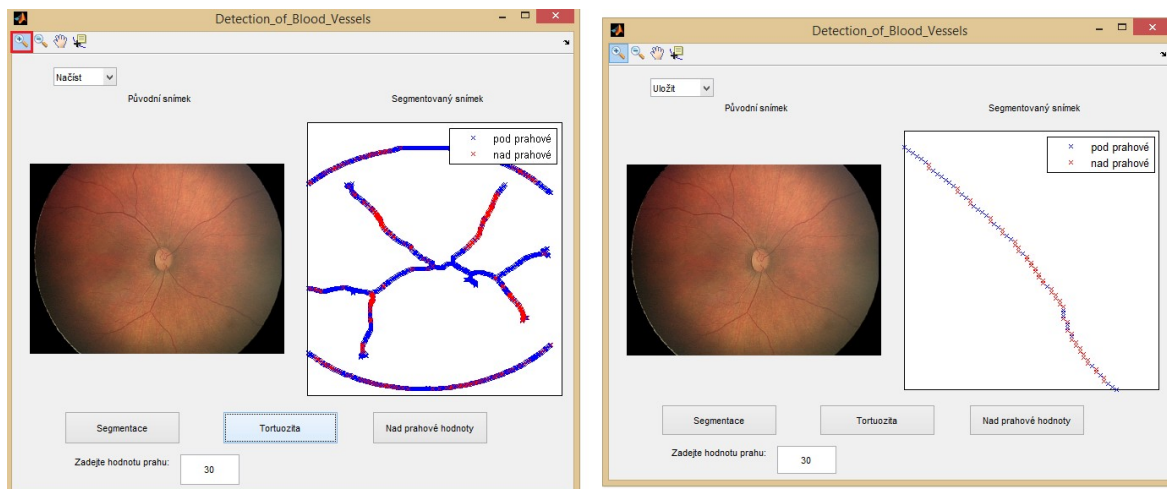 Detection_of_Blood_Vessels
Načíst
Původní snímek
Segmentovaný snímek
pod prahové
nad prahové
Segmentace
Tortuozita
Nad prahové hodnoty
Zadejte hodnotu prahu:
30
Detection_of_Blood_Vessels
Uložit
Původní snímek
Segmentovaný snímek
pod prahové
nad prahové
Segmentace
Tortuozita
Nad prahové hodnoty
Zadejte hodnotu prahu:
30